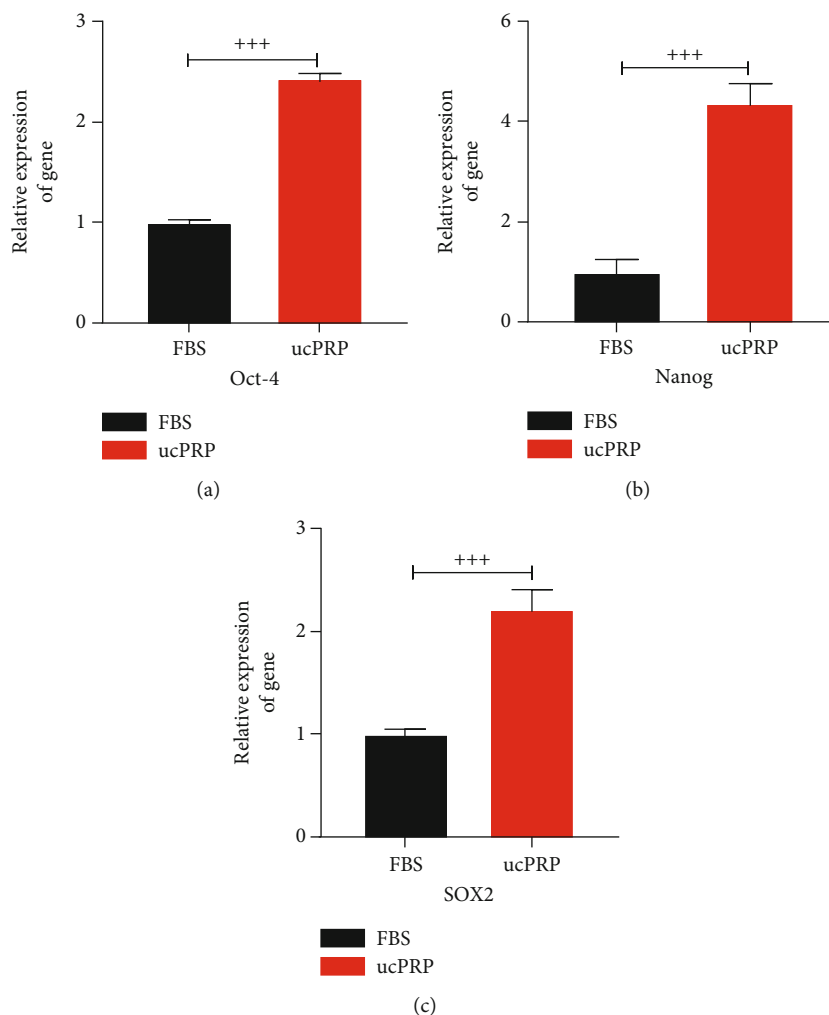 3
2
1
0
Relative expression
of gene
+++
FBS
ucPRP
Oct-4
FBS
ucPRP
(a)
6
4
2
0
Relative expression
of gene
+++
FBS
ucPRP
Nanog
FBS
ucPRP
(b)
3
2
1
0
Relative expression
of gene
+++
FBS
ucPRP
SOX2
FBS
ucPRP
(c)